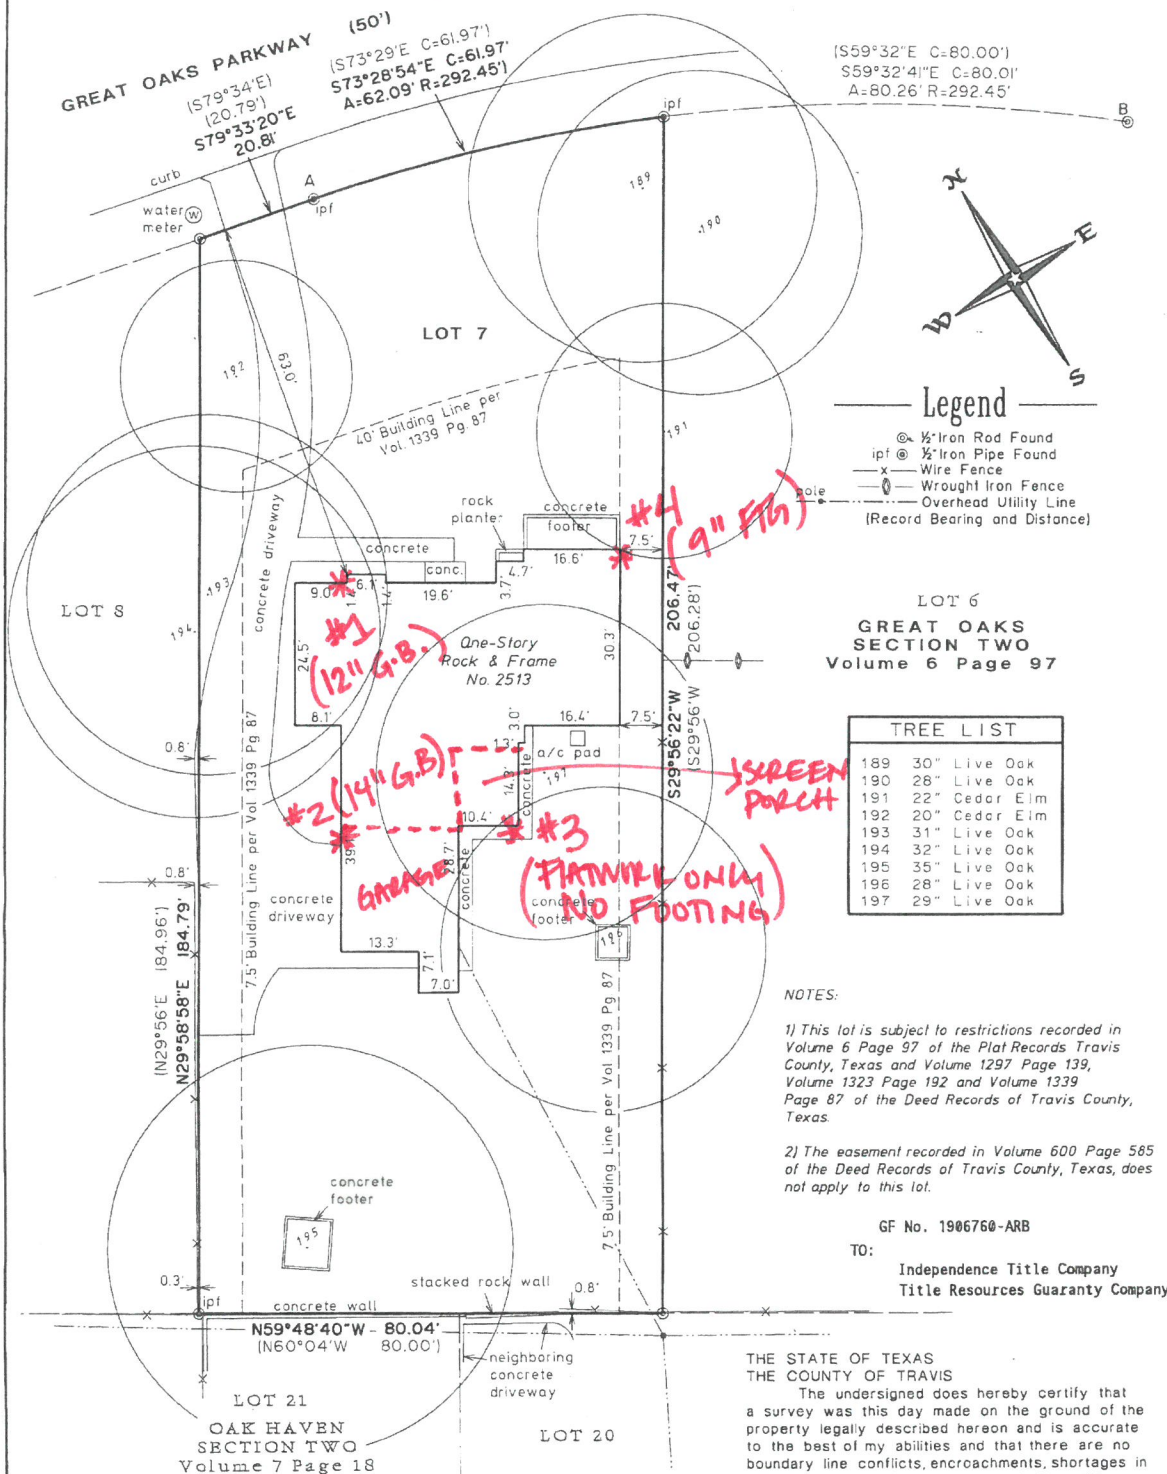 GREAT OAKS PARKWAY (50')
(S79°34'E)
(20.79')
S79°33'20"E
20.81'
(S73°29'E C=61.97')
S73°28'54"E C=61.97'
A=62.09' R=292.45')
(S59°32"E C=80.00')
S59°32'41"E C=80.01'
A=80.26' R=292.45'
curb
water
meter
W
A
ipf
ipf
B
189
190
191
192
193
194
N
E
W
S
LOT 7
63.0'
40' Building Line per
Vol. 1339 Pg. 87
Legend
½" Iron Rod Found
ipf ½" Iron Pipe Found
x Wire Fence
Wrought Iron Fence
pole
Overhead Utility Line
(Record Bearing and Distance)
rock
planter
concrete
footer
#4
(9" FTG)
7.5'
16.6'
4.7'
3.7'
concrete
conc.
9.0'
6.1'
1.4'
1.4'
19.6'
concrete driveway
LOT 8
#1
(12" G.B.)
24.5'
One-Story
Rock & Frame
No. 2513
30.3'
206.47'
(206.28')
S29°56'22"W
(S29°56'W
LOT 6
GREAT OAKS
SECTION TWO
Volume 6 Page 97
8.1'
3.0'
16.4'
7.5'
1.3'
a/c pad
14.3'
concrete
197
0.8'
7.5' Building Line per Vol 1339 Pg 87
#2 (14" G.B)
SCREEN
PORCH
10.4'
#3
(FLATWORK ONLY
NO FOOTING)
GARAGE
28.7'
concrete
concrete
footer
196
0.8'
concrete
driveway
13.3'
7.1'
7.0'
(N29°56'E 184.96')
N29°58'58"E 184.79'
7.5' Building Line per Vol 1339 Pg 87
TREE LIST
189 30" Live Oak
190 28" Live Oak
191 22" Cedar Elm
192 20" Cedar Elm
193 31" Live Oak
194 32" Live Oak
195 35" Live Oak
196 28" Live Oak
197 29" Live Oak
NOTES:
1) This lot is subject to restrictions recorded in
Volume 6 Page 97 of the Plat Records Travis
County, Texas and Volume 1297 Page 139,
Volume 1323 Page 192 and Volume 1339
Page 87 of the Deed Records of Travis County,
Texas.
2) The easement recorded in Volume 600 Page 585
of the Deed Records of Travis County, Texas, does
not apply to this lot.
GF No. 1906760-ARB
TO:
Independence Title Company
Title Resources Guaranty Company
concrete
footer
195
0.3'
ipf
concrete wall
stacked rock wall
0.8'
N59°48'40"W - 80.04'
(N60°04'W 80.00')
neighboring
concrete
driveway
LOT 21
OAK HAVEN
SECTION TWO
Volume 7 Page 18
LOT 20
THE STATE OF TEXAS
THE COUNTY OF TRAVIS
The undersigned does hereby certify that
a survey was this day made on the ground of the
property legally described hereon and is accurate
to the best of my abilities and that there are no
boundary line conflicts, encroachments, shortages in